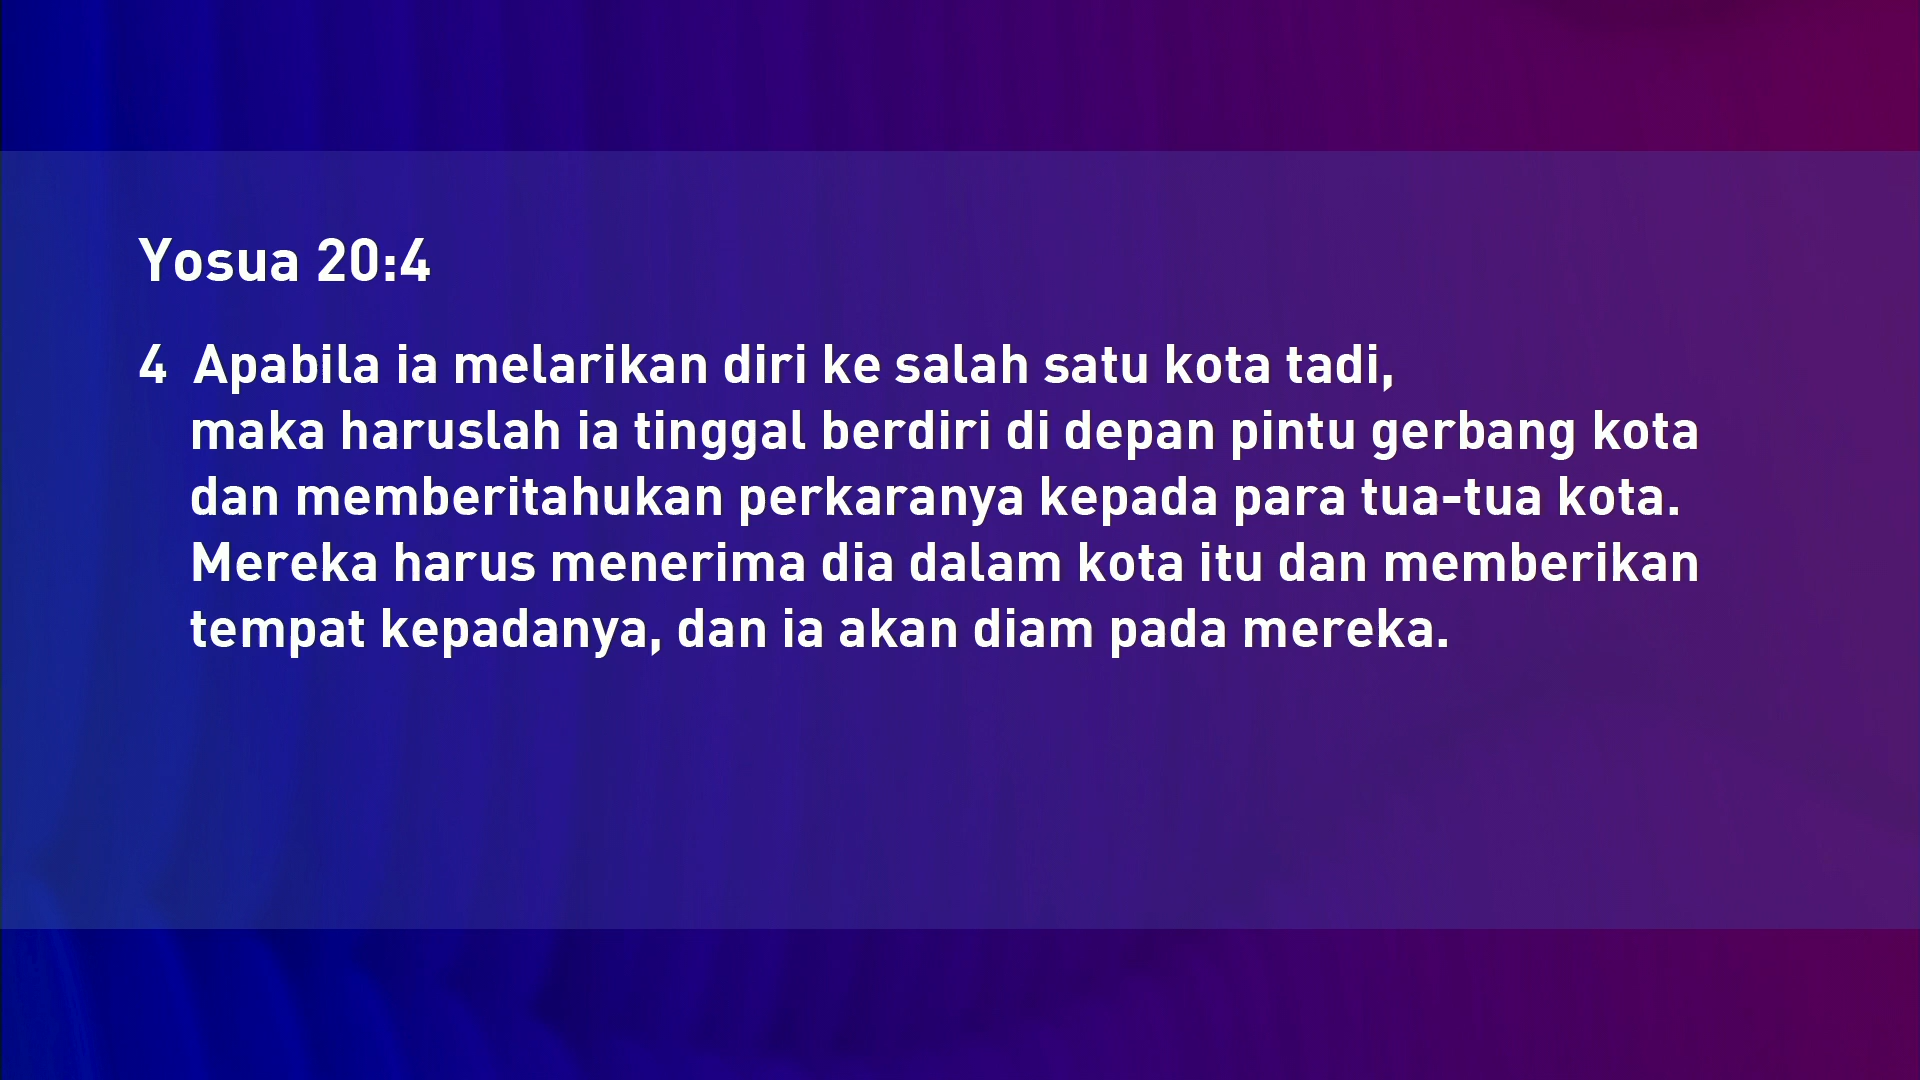 Yosua 20:4
4 Apabila ia melarikan diri ke salah satu kota tadi,
maka haruslah ia tinggal berdiri di depan pintu gerbang kota
dan memberitahukan perkaranya kepada para tua-tua kota.
Mereka harus menerima dia dalam kota itu dan memberikan
tempat kepadanya, dan ia akan diam pada mereka.